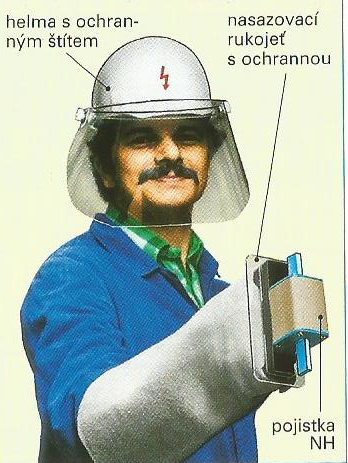 helma s ochran-
ným štítem
nasazovací
rukojeť
s ochrannou
pojistka
NH